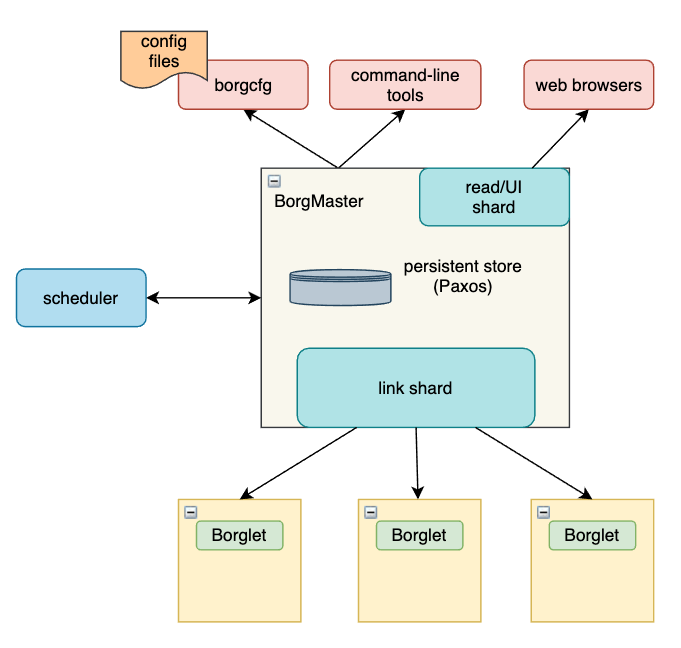 config
files
borgcfg
command-line
tools
web browsers
BorgMaster
read/UI
shard
persistent store
(Paxos)
scheduler
link shard
Borglet
Borglet
Borglet